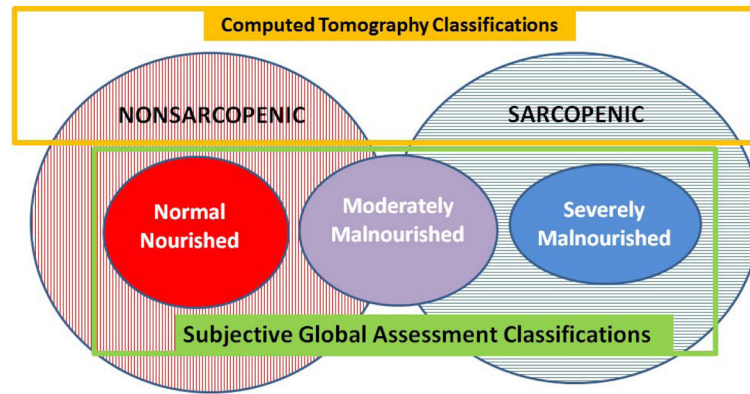 Computed Tomography Classifications
NONSARCOPENIC
SARCOPENIC
Normal
Nourished
Moderately
Malnourished
Severely
Malnourished
Subjective Global Assessment Classifications